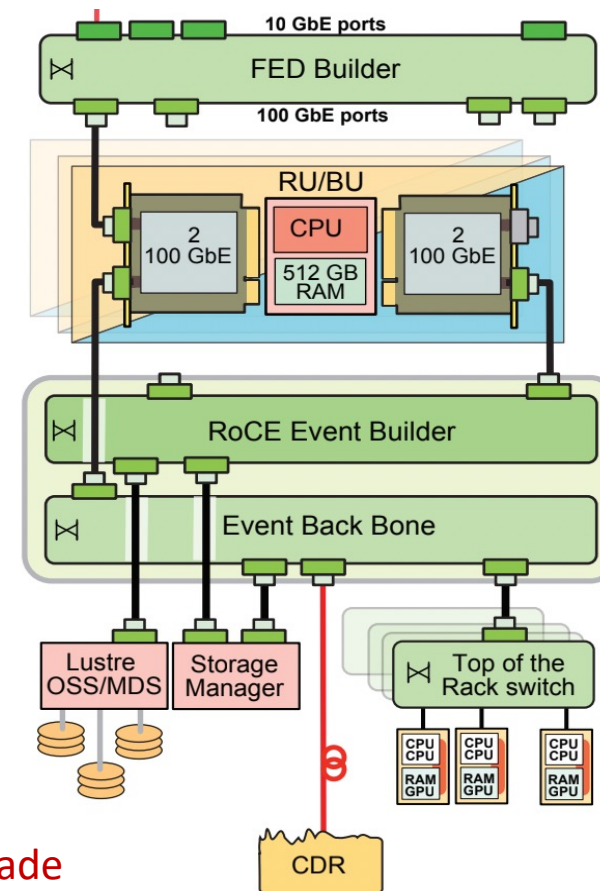 10 GbE ports
FED Builder
100 GbE ports
RU/BU
2
100 GbE
CPU
512 GB
RAM
2
100 GbE
RoCE Event Builder
Event Back Bone
Lustre
OSS/MDS
Storage
Manager
Top of the
Rack switch
CPU
CPU
RAM
GPU
CPU
CPU
RAM
GPU
CPU
CPU
RAM
GPU
CDR
ade